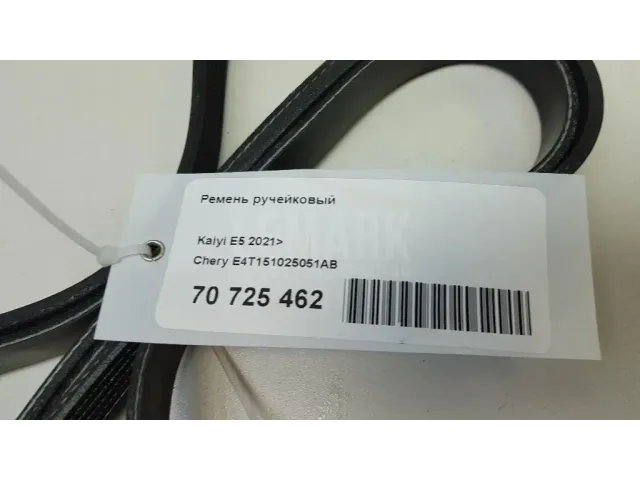 Ремень ручейковый
Kaiyi E5 2021>
Chery E4T151025051AB
70 725 462